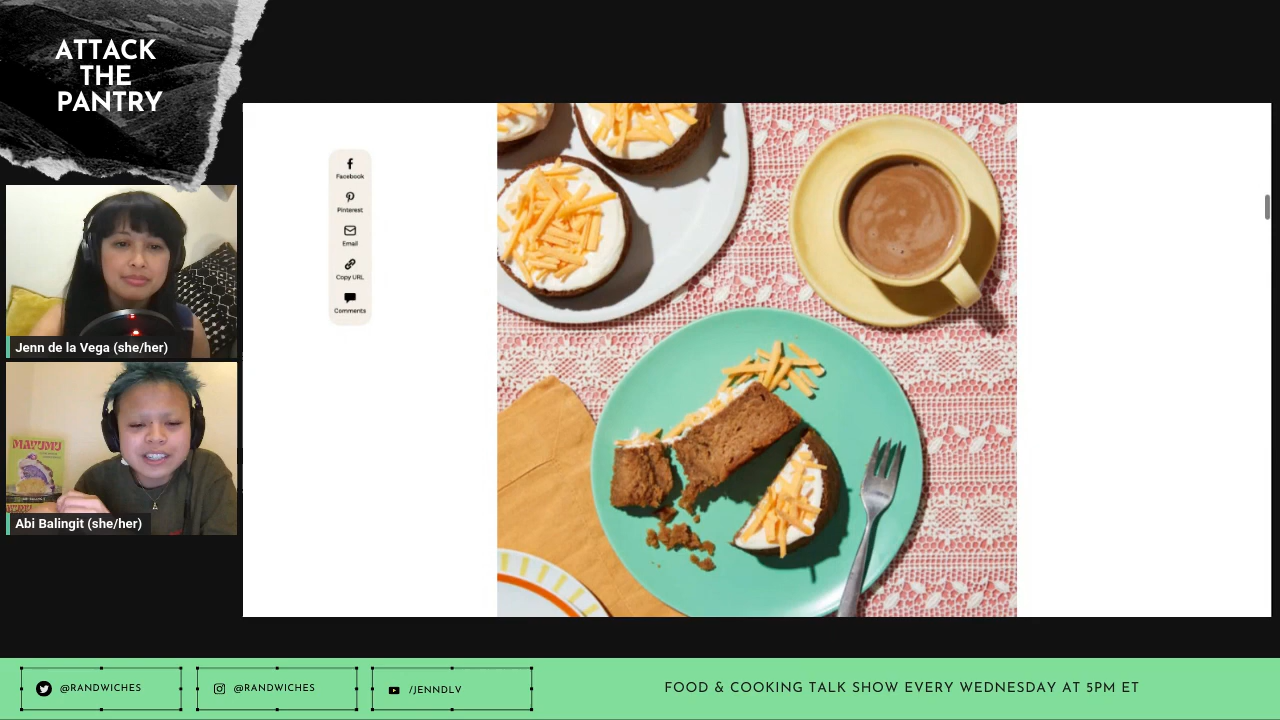 ATTACK
THE
PANTRY
Jenn de la Vega (she/her)
MAYUMU
Abi Balingit (she/her)
Facebook
Pinterest
Email
Copy URL
Comments
@RANDWICHES
@RANDWICHES
/JENNDLV
FOOD & COOKING TALK SHOW EVERY WEDNESDAY AT 5PM ET